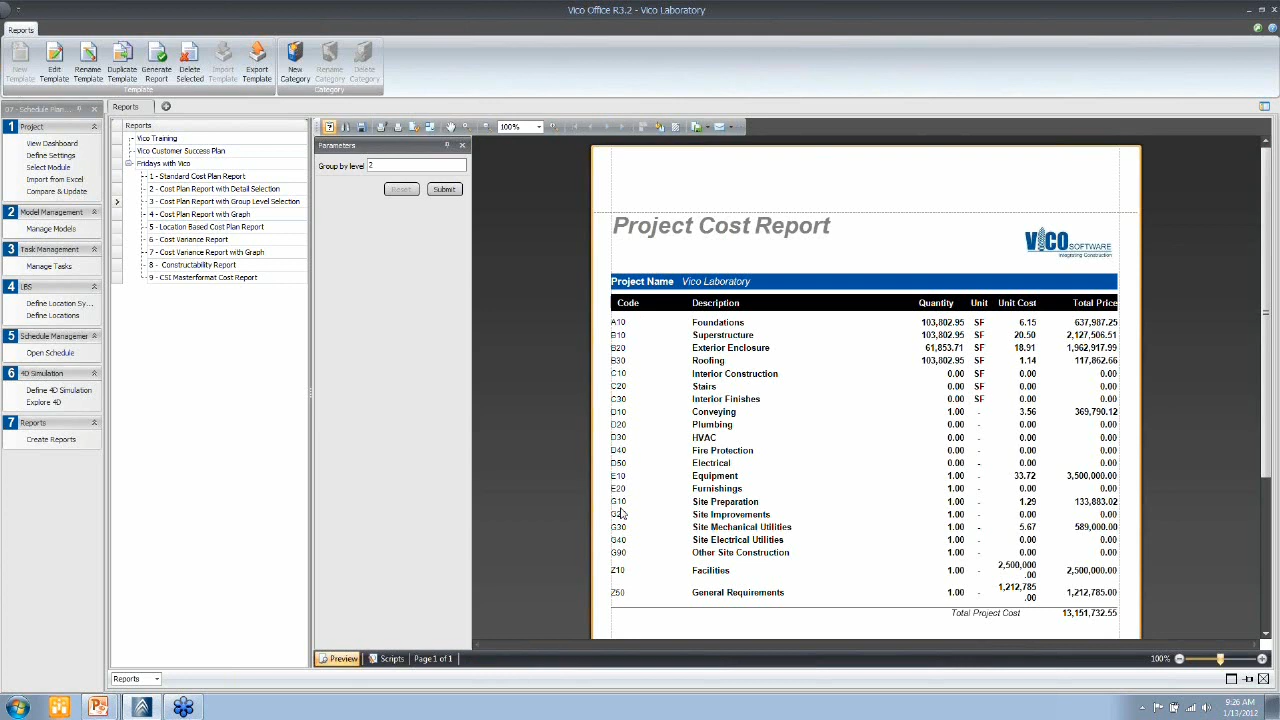 Vico Office R3.2 - Vico Laboratory
Reports
New Template
Edit Template
Rename Template
Duplicate Template
Generate Report
Delete Selected
Import Template
Export Template
New Category
Rename Category
Delete Category
Template
Category
07 - Schedule Plan...
1 Project
View Dashboard
Define Settings
Select Module
Import from Excel
Compare & Update
2 Model Management
Manage Models
3 Task Management
Manage Tasks
4 LBS
Define Location Sy...
Define Locations
5 Schedule Managemer
Open Schedule
6 4D Simulation
Define 4D Simulation
Explore 4D
7 Reports
Create Reports
Reports
Reports
Vico Training
Vico Customer Success Plan
Fridays with Vico
1 - Standard Cost Plan Report
2 - Cost Plan Report with Detail Selection
3 - Cost Plan Report with Group Level Selection
4 - Cost Plan Report with Graph
5 - Location Based Cost Plan Report
6 - Cost Variance Report
7 - Cost Variance Report with Graph
8 - Constructability Report
9 - CSI Masterformat Cost Report
Reports
100%
Parameters
Group by level 2
Reset Submit
Project Cost Report
VICO SOFTWARE
Integrating Construction
Project Name Vico Laboratory
Code Description Quantity Unit Unit Cost Total Price
A10 Foundations 103,802.95 SF 6.15 637,987.25
B10 Superstructure 103,802.95 SF 20.50 2,127,506.51
B20 Exterior Enclosure 61,853.71 SF 18.91 1,962,917.99
B30 Roofing 103,802.95 SF 1.14 117,862.66
C10 Interior Construction 0.00 SF 0.00 0.00
C20 Stairs 0.00 SF 0.00 0.00
C30 Interior Finishes 0.00 SF 0.00 0.00
D10 Conveying 1.00 - 3.56 369,790.12
D20 Plumbing 1.00 - 0.00 0.00
D30 HVAC 1.00 - 0.00 0.00
D40 Fire Protection 1.00 - 0.00 0.00
D50 Electrical 1.00 - 0.00 0.00
E10 Equipment 1.00 - 33.72 3,500,000.00
E20 Furnishings 1.00 - 0.00 0.00
G10 Site Preparation 1.00 - 1.29 133,883.02
Site Improvements 1.00 - 0.00 0.00
G30 Site Mechanical Utilities 1.00 - 5.67 589,000.00
G40 Site Electrical Utilities 1.00 - 0.00 0.00
G90 Other Site Construction 1.00 - 0.00 0.00
Z10 Facilities 1.00 - 2,500,000.00 2,500,000.00
Z50 General Requirements 1.00 - 1,212,785.00 1,212,785.00
Total Project Cost 13,151,732.55
Preview Scripts Page 1 of 1
100%
9:26 AM
1/13/2012